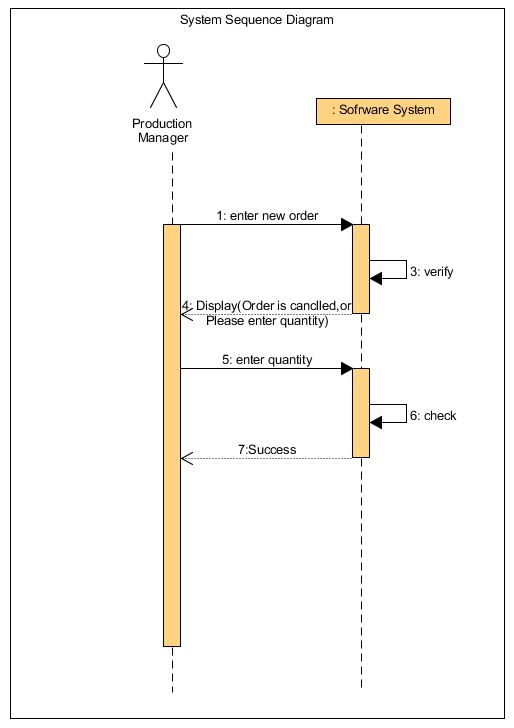 System Sequence Diagram
Production
Manager
: Sofrware System
1: enter new order
3: verify
4: Display(Order is canclled,or
Please enter quantity)
5: enter quantity
6: check
7:Success